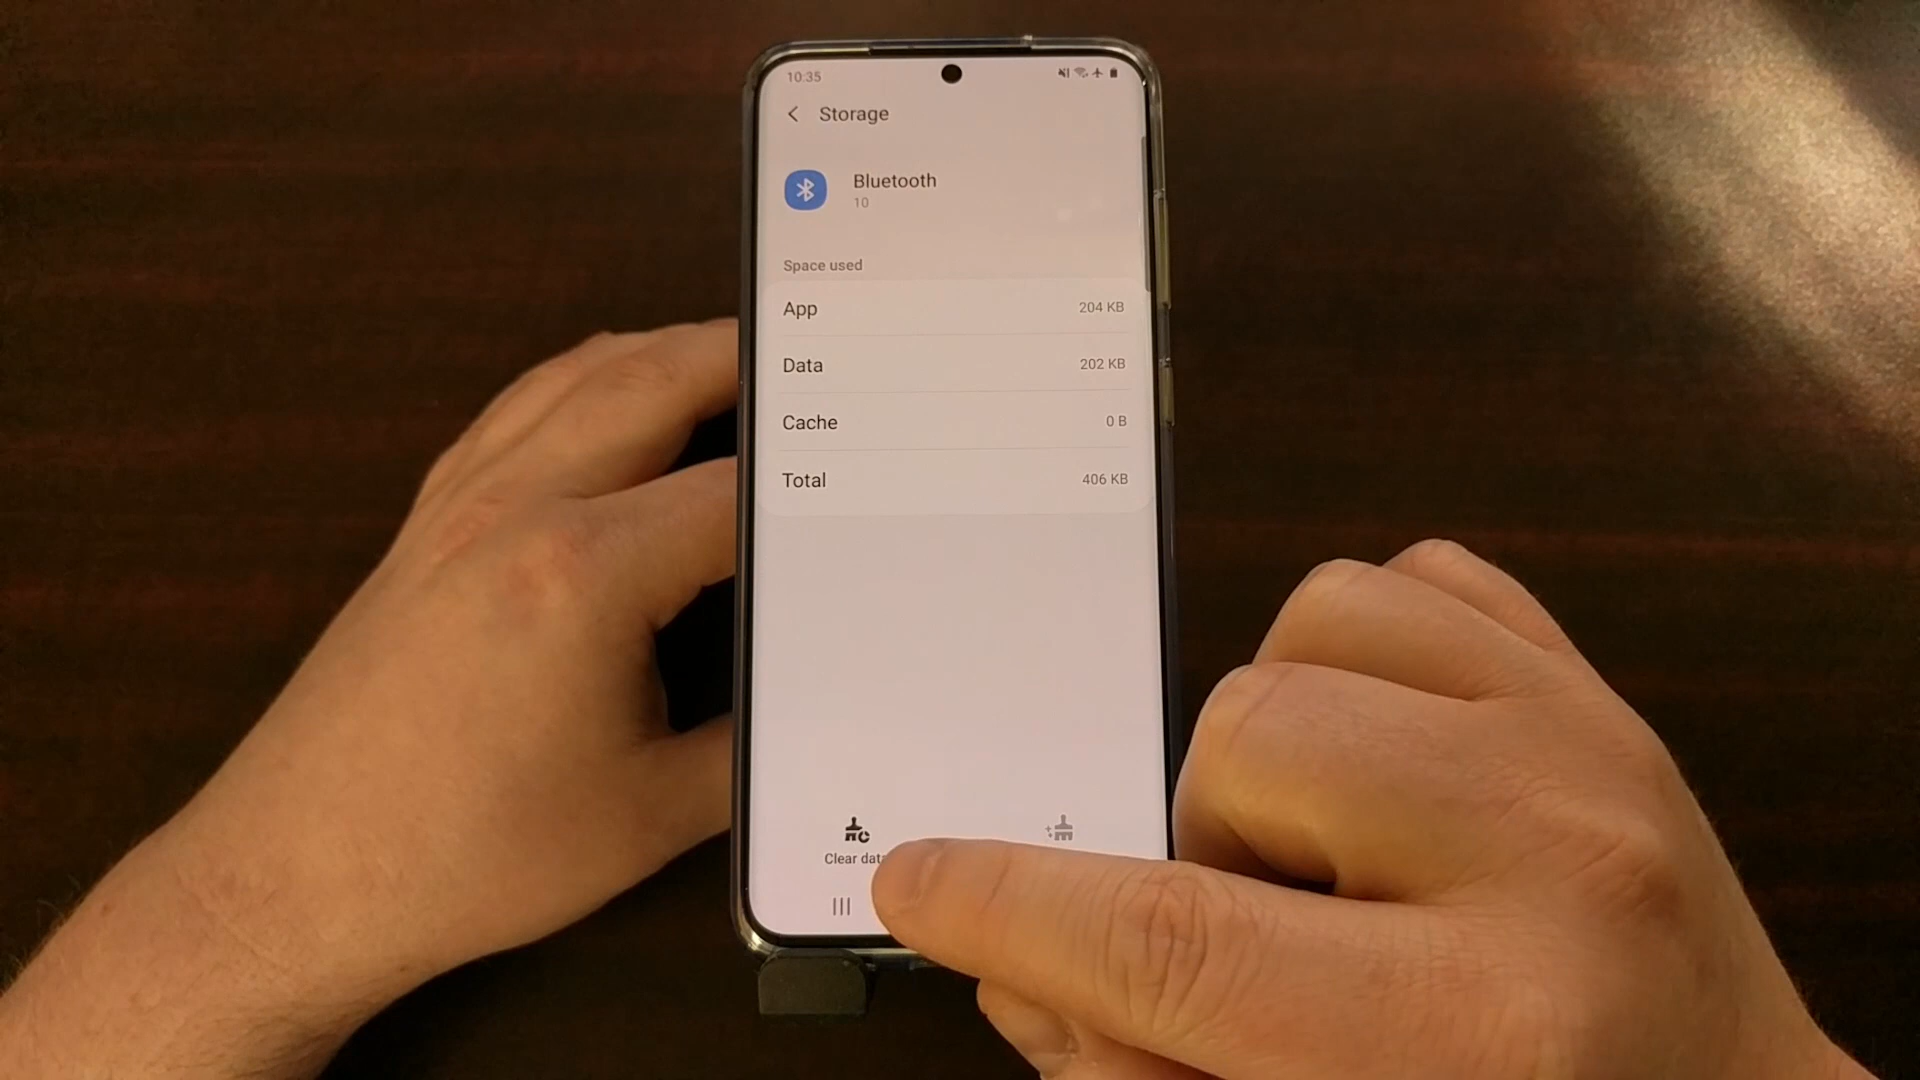 10:35
Storage
Bluetooth
10
Space used
App 204 KB
Data 202 KB
Cache 0 B
Total 406 KB
Clear dat